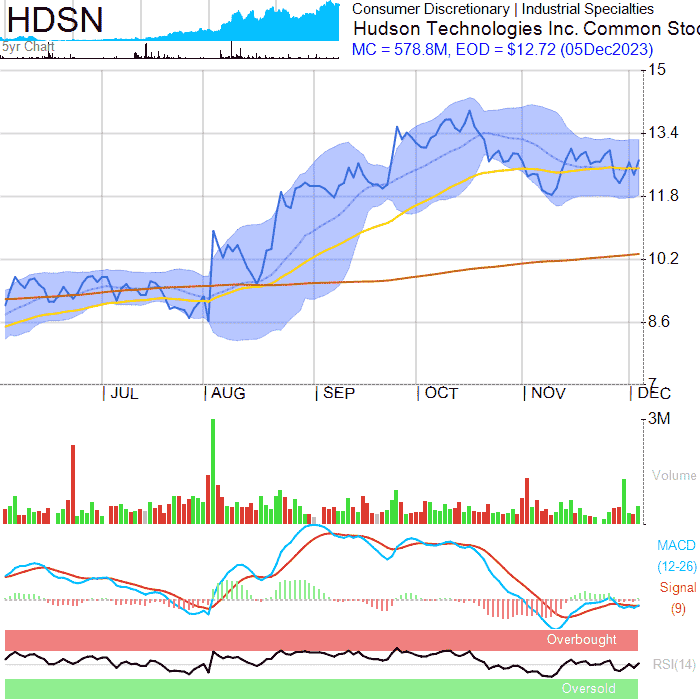 HDSN
5yr Chart
Consumer Discretionary | Industrial Specialties
Hudson Technologies Inc. Common Stoc
MC = 578.8M, EOD = $12.72 (05Dec2023)
15
13.4
11.8
10.2
8.6
7
JUL AUG SEP OCT NOV DEC
3M
Volume
MACD
(12-26)
Signal
(9)
Overbought
RSI(14)
Oversold